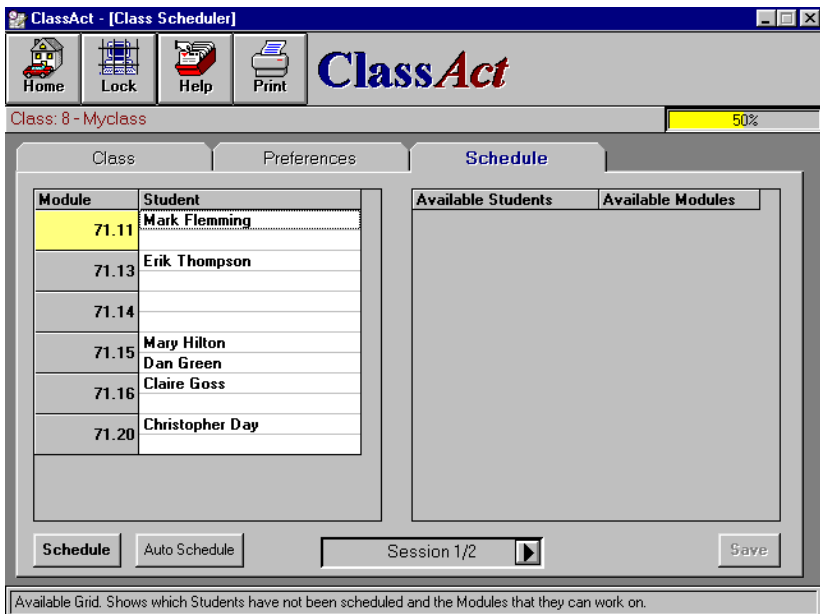 ClassAct - [Class Scheduler]
Home Lock Help Print ClassAct
Class: 8 - Myclass 50%
Class Preferences Schedule
Module Student Available Students Available Modules
71.11 Mark Flemming
71.13 Erik Thompson
71.14
71.15 Mary Hilton
Dan Green
71.16 Claire Goss
71.20 Christopher Day
Schedule Auto Schedule Session 1/2 Save
Available Grid. Shows which Students have not been scheduled and the Modules that they can work on.